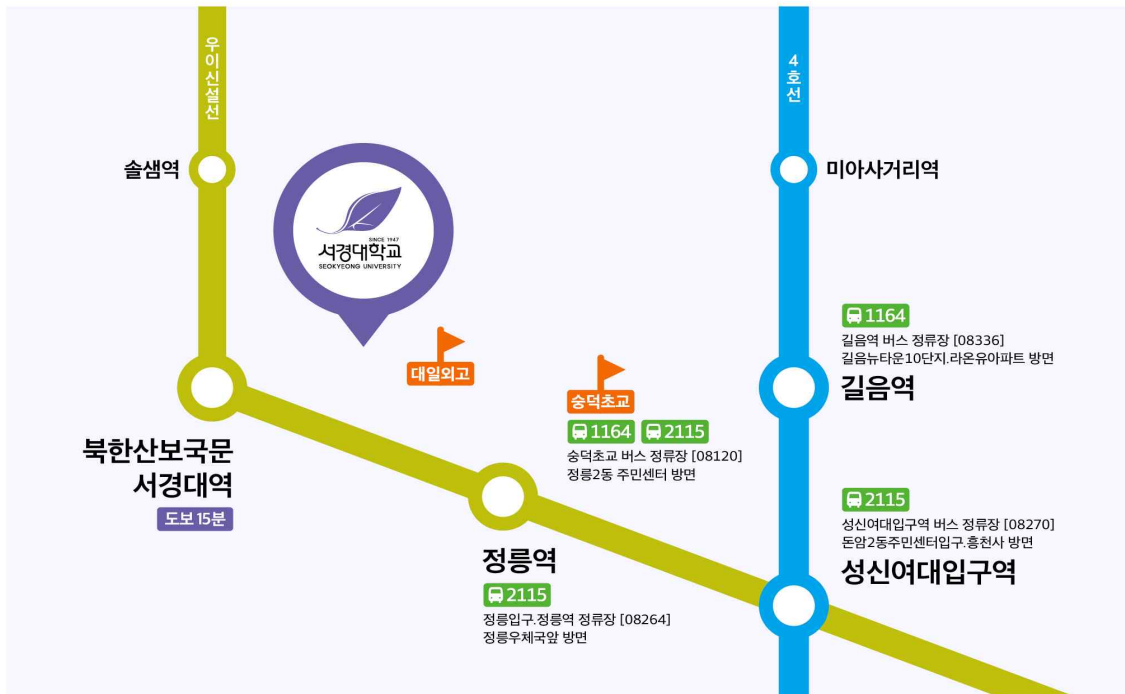 우이신설선
4호선
솔샘역
미아사거리역
SINCE 1947
서경대학교
SEOKYEONG UNIVERSITY
대일외고
숭덕초교
1164 2115
숭덕초교 버스 정류장 [08120]
정릉2동 주민센터 방면
1164
길음역 버스 정류장 [08336]
길음뉴타운10단지.라온유아파트 방면
길음역
북한산보국문
서경대역
도보 15분
정릉역
2115
정릉입구.정릉역 정류장 [08264]
정릉우체국앞 방면
2115
성신여대입구역 버스 정류장 [08270]
돈암2동주민센터입구.흥천사 방면
성신여대입구역